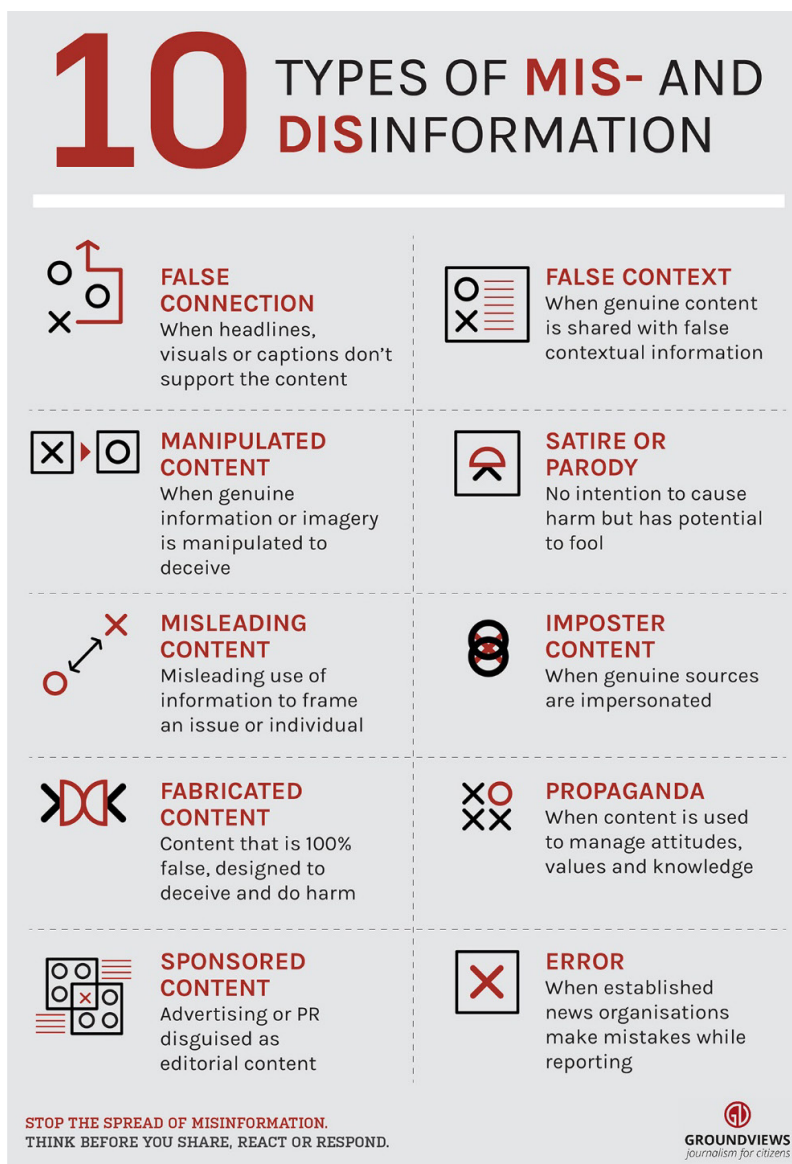 10 TYPES OF MIS- AND
DISINFORMATION
FALSE
CONNECTION
When headlines,
visuals or captions don't
support the content
FALSE CONTEXT
When genuine content
is shared with false
contextual information
MANIPULATED
CONTENT
When genuine
information or imagery
is manipulated to
deceive
SATIRE OR
PARODY
No intention to cause
harm but has potential
to fool
MISLEADING
CONTENT
Misleading use of
information to frame
an issue or individual
IMPOSTER
CONTENT
When genuine sources
are impersonated
FABRICATED
CONTENT
Content that is 100%
false, designed to
deceive and do harm
PROPAGANDA
When content is used
to manage attitudes,
values and knowledge
SPONSORED
CONTENT
Advertising or PR
disguised as
editorial content
ERROR
When established
news organisations
make mistakes while
reporting
STOP THE SPREAD OF MISINFORMATION.
THINK BEFORE YOU SHARE, REACT OR RESPOND.
GROUNDVIEWS
journalism for citizens